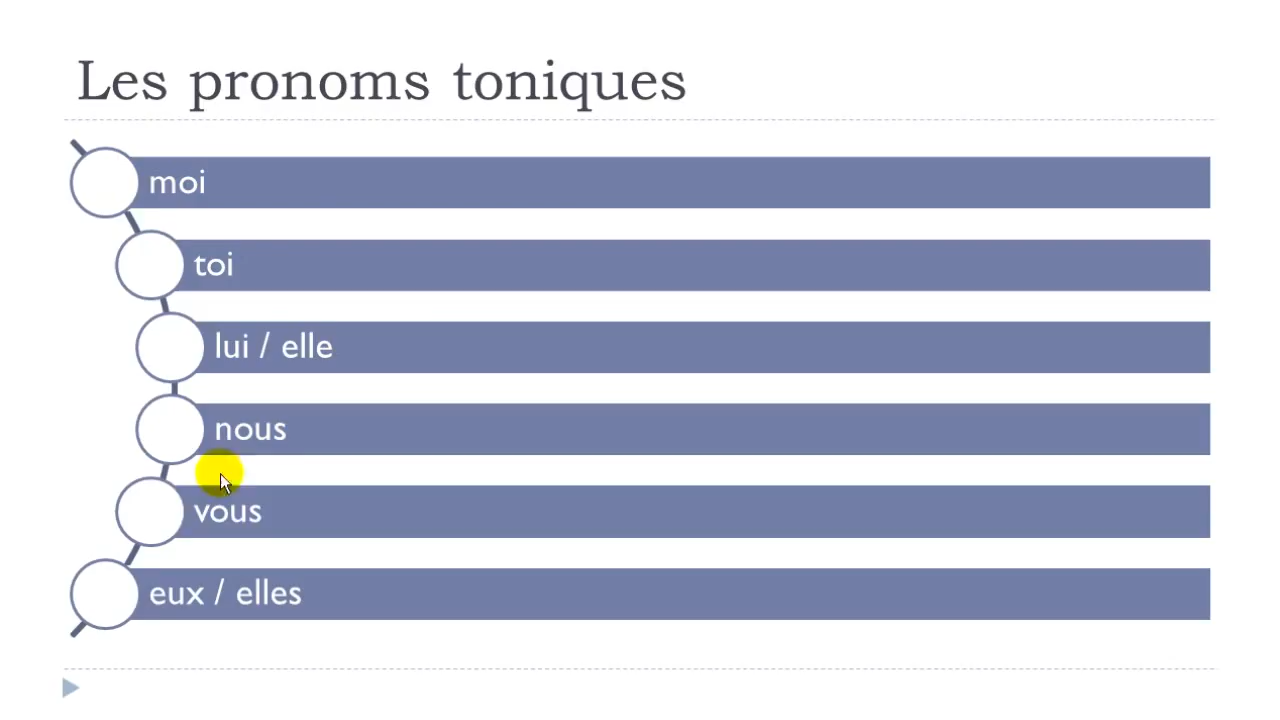 Les pronoms toniques
moi
toi
lui / elle
nous
vous
eux / elles